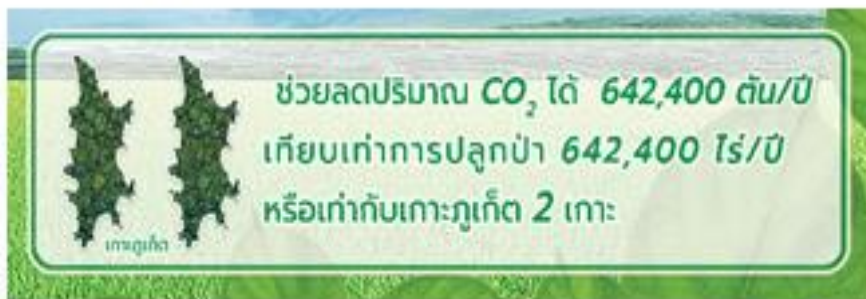 ช่วยลดปริมาณ CO₂ ได้ 642,400 ตัน/ปี
เทียบเท่าการปลูกป่า 642,400 ไร่/ปี
หรือเท่ากับเกาะภูเก็ต 2 เกาะ
เกาะภูเก็ต